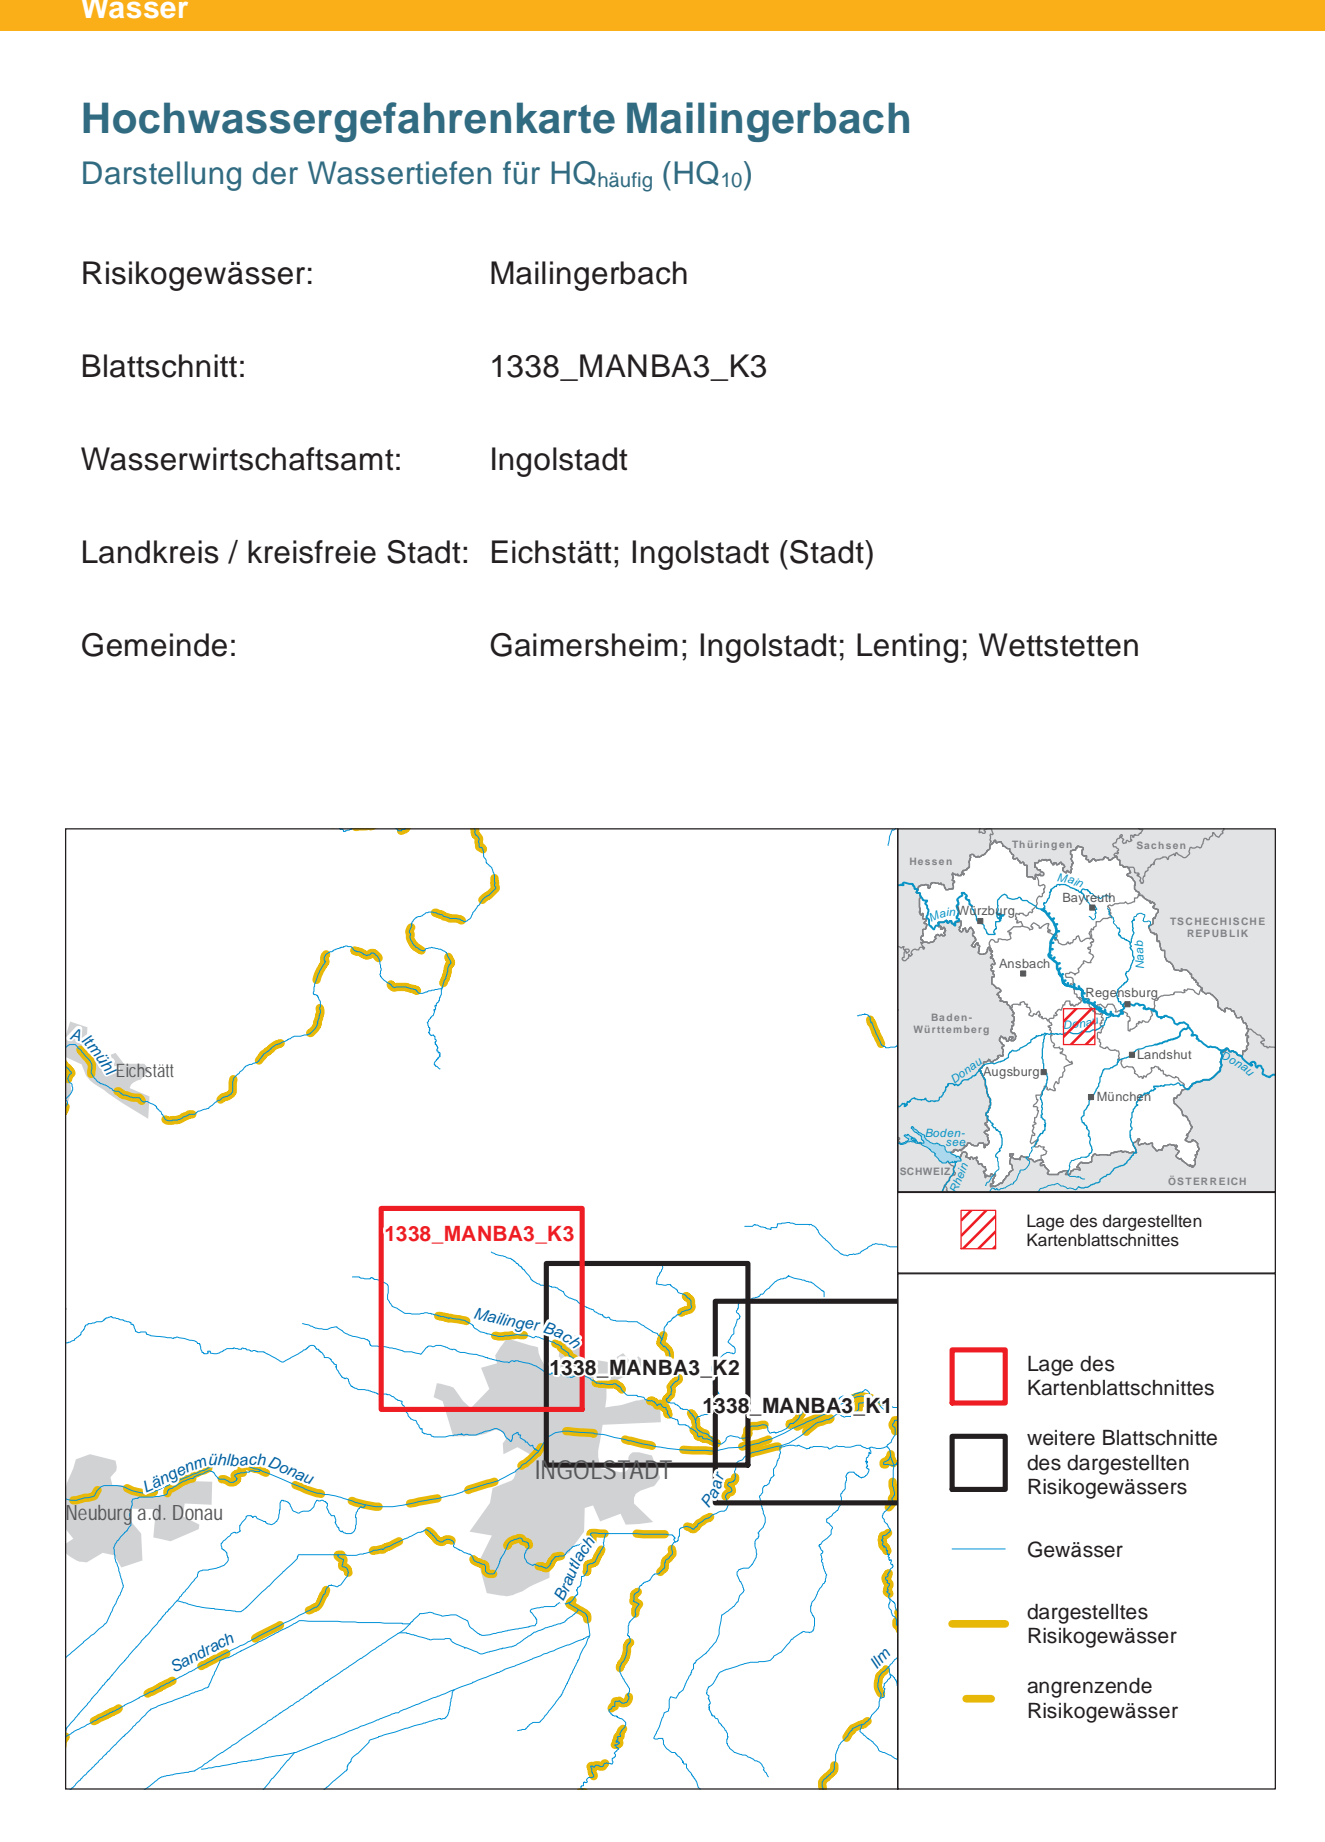 Wasser
Hochwassergefahrenkarte Mailingerbach
Darstellung der Wassertiefen für HQhäufig (HQ10)
Risikogewässer: Mailingerbach
Blattschnitt: 1338_MANBA3_K3
Wasserwirtschaftsamt: Ingolstadt
Landkreis / kreisfreie Stadt: Eichstätt; Ingolstadt (Stadt)
Gemeinde: Gaimersheim; Ingolstadt; Lenting; Wettstetten
Altmühl
Eichstätt
1338_MANBA3_K3
Mailinger Bach
1338_MANBA3_K2
1338_MANBA3_K1
INGOLSTADT
Längenmühlbach Donau
Neuburg a.d. Donau
Paar
Brautlach
Sandrach
Ilm
Thüringen
Sachsen
Hessen
Main
Bayreuth
Main
Würzburg
TSCHECHISCHE
REPUBLIK
Naab
Ansbach
Regensburg
Baden-
Württemberg
Donau
Landshut
Donau
Donau
Augsburg
München
Boden-
see
SCHWEIZ
Rhein
ÖSTERREICH
Lage des dargestellten
Kartenblattschnittes
Lage des
Kartenblattschnittes
weitere Blattschnitte
des dargestellten
Risikogewässers
Gewässer
dargestelltes
Risikogewässer
angrenzende
Risikogewässer